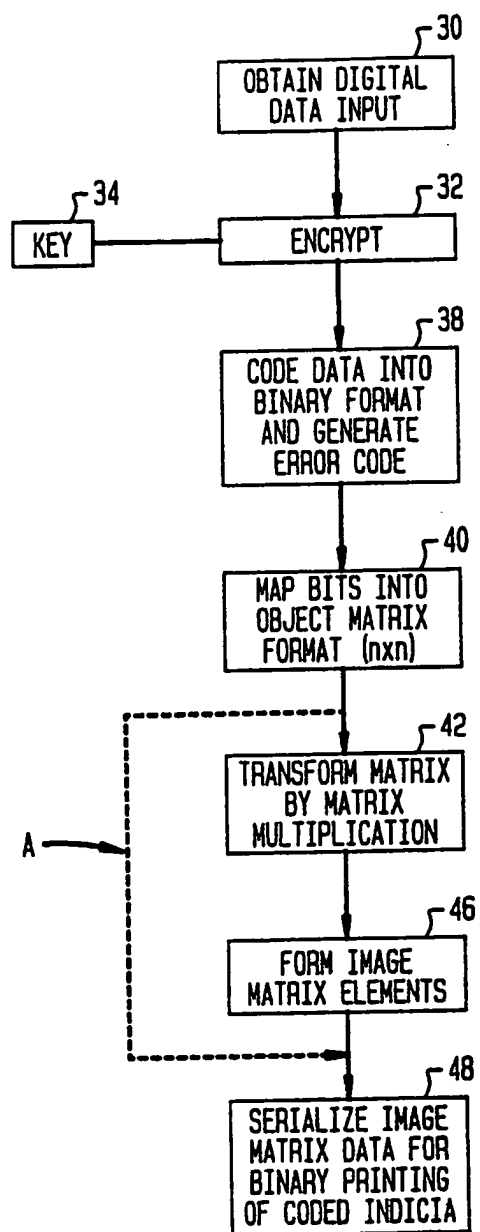 30
OBTAIN DIGITAL
DATA INPUT
34
32
KEY
ENCRYPT
38
CODE DATA INTO
BINARY FORMAT
AND GENERATE
ERROR CODE
40
MAP BITS INTO
OBJECT MATRIX
FORMAT (nxn)
42
TRANSFORM MATRIX
BY MATRIX
MULTIPLICATION
A
46
FORM IMAGE
MATRIX ELEMENTS
48
SERIALIZE IMAGE
MATRIX DATA FOR
BINARY PRINTING
OF CODED INDICIA